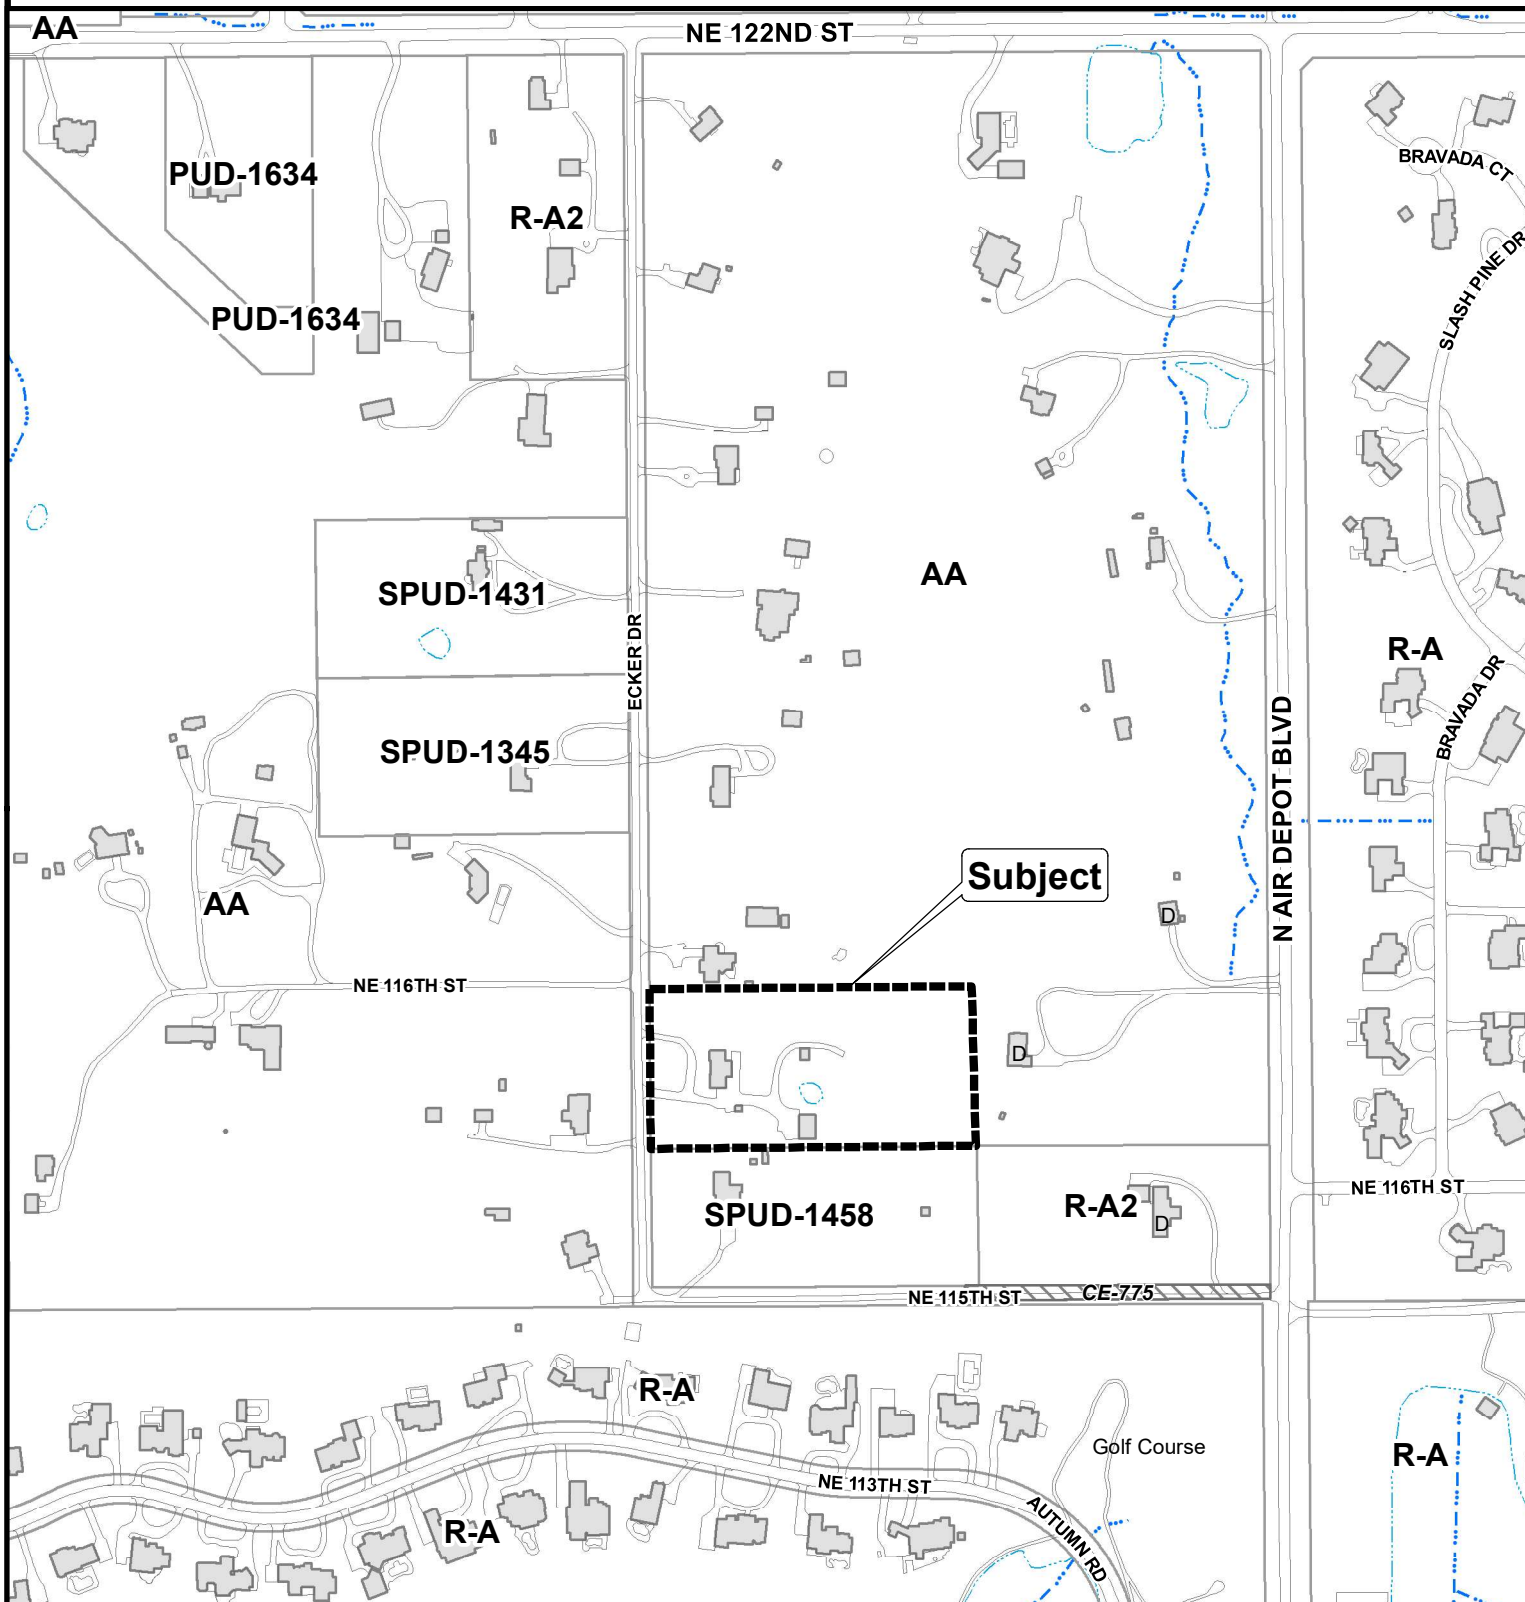 AA
NE 122ND ST
BRAVADA CT
PUD-1634
R-A2
SLASH PINE DR
PUD-1634
SPUD-1431
AA
ECKER DR
R-A
BRAVADA DR
SPUD-1345
N AIR DEPOT BLVD
Subject
AA
D
NE 116TH ST
D
NE 116TH ST
R-A2
SPUD-1458
D
NE 115TH ST
CE-775
R-A
Golf Course
R-A
NE 113TH ST
AUTUMN RD
R-A